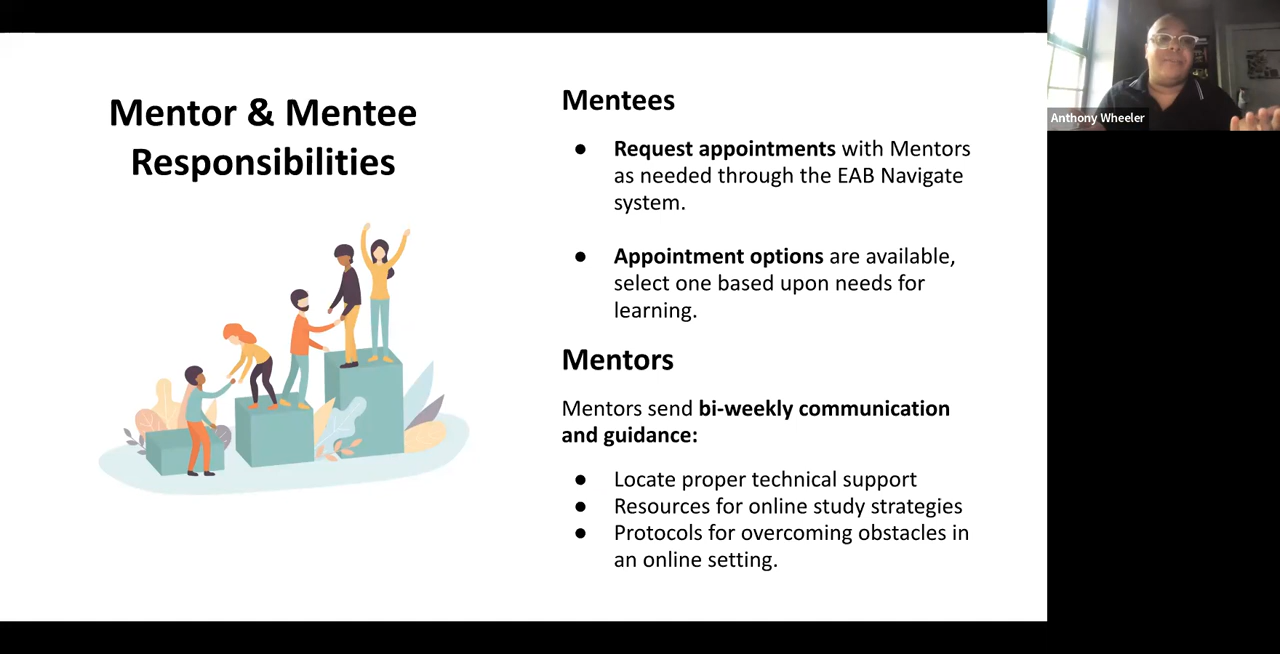 Mentor & Mentee
Responsibilities
Mentees
● Request appointments with Mentors
as needed through the EAB Navigate
system.
● Appointment options are available,
select one based upon needs for
learning.
Mentors
Mentors send bi-weekly communication
and guidance:
● Locate proper technical support
● Resources for online study strategies
● Protocols for overcoming obstacles in
an online setting.
Anthony Wheeler